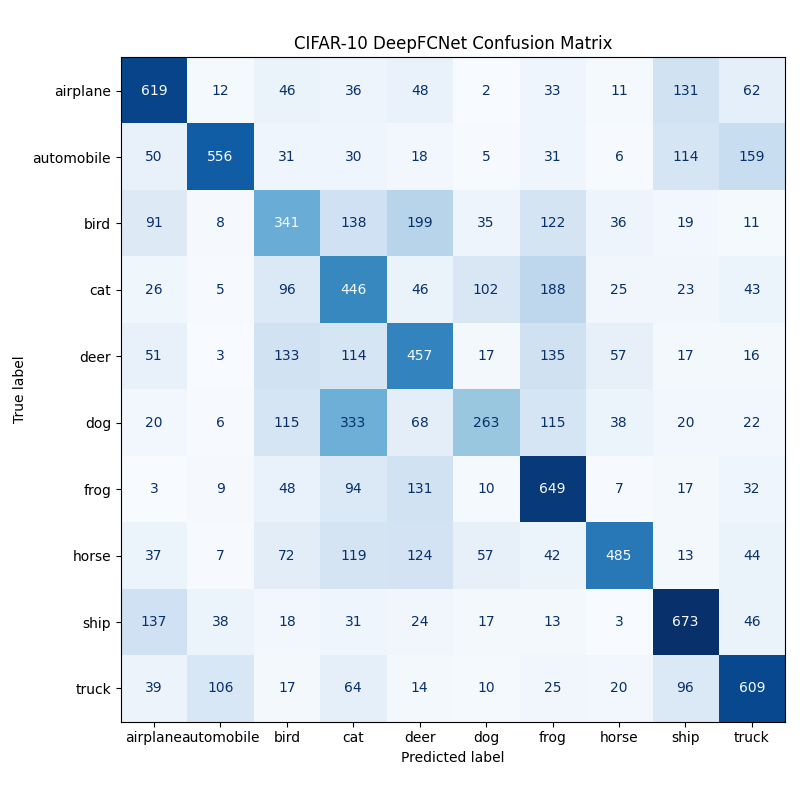 CIFAR-10 DeepFCNet Confusion Matrix
airplane 619 12 46 36 48 2 33 11 131 62
automobile 50 556 31 30 18 5 31 6 114 159
bird 91 8 341 138 199 35 122 36 19 11
cat 26 5 96 446 46 102 188 25 23 43
deer 51 3 133 114 457 17 135 57 17 16
True label
dog 20 6 115 333 68 263 115 38 20 22
frog 3 9 48 94 131 10 649 7 17 32
horse 37 7 72 119 124 57 42 485 13 44
ship 137 38 18 31 24 17 13 3 673 46
truck 39 106 17 64 14 10 25 20 96 609
airplane automobile bird cat deer dog frog horse ship truck
Predicted label